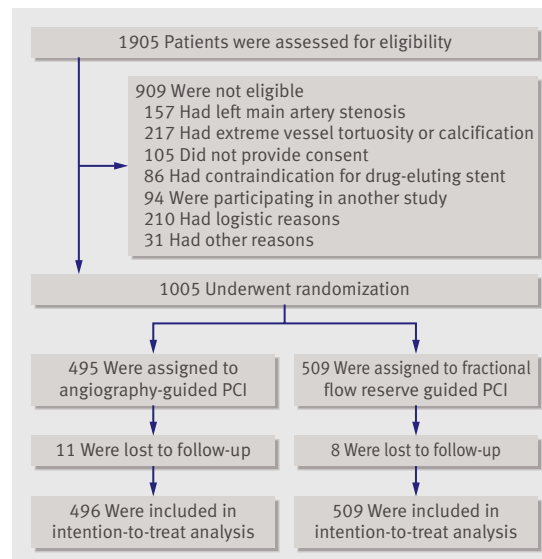 1905 Patients were assessed for eligibility
909 Were not eligible
157 Had left main artery stenosis
217 Had extreme vessel tortuosity or calcification
105 Did not provide consent
86 Had contraindication for drug-eluting stent
94 Were participating in another study
210 Had logistic reasons
31 Had other reasons
1005 Underwent randomization
495 Were assigned to
angiography-guided PCI
509 Were assigned to fractional
flow reserve guided PCI
11 Were lost to follow-up
8 Were lost to follow-up
496 Were included in
intention-to-treat analysis
509 Were included in
intention-to-treat analysis